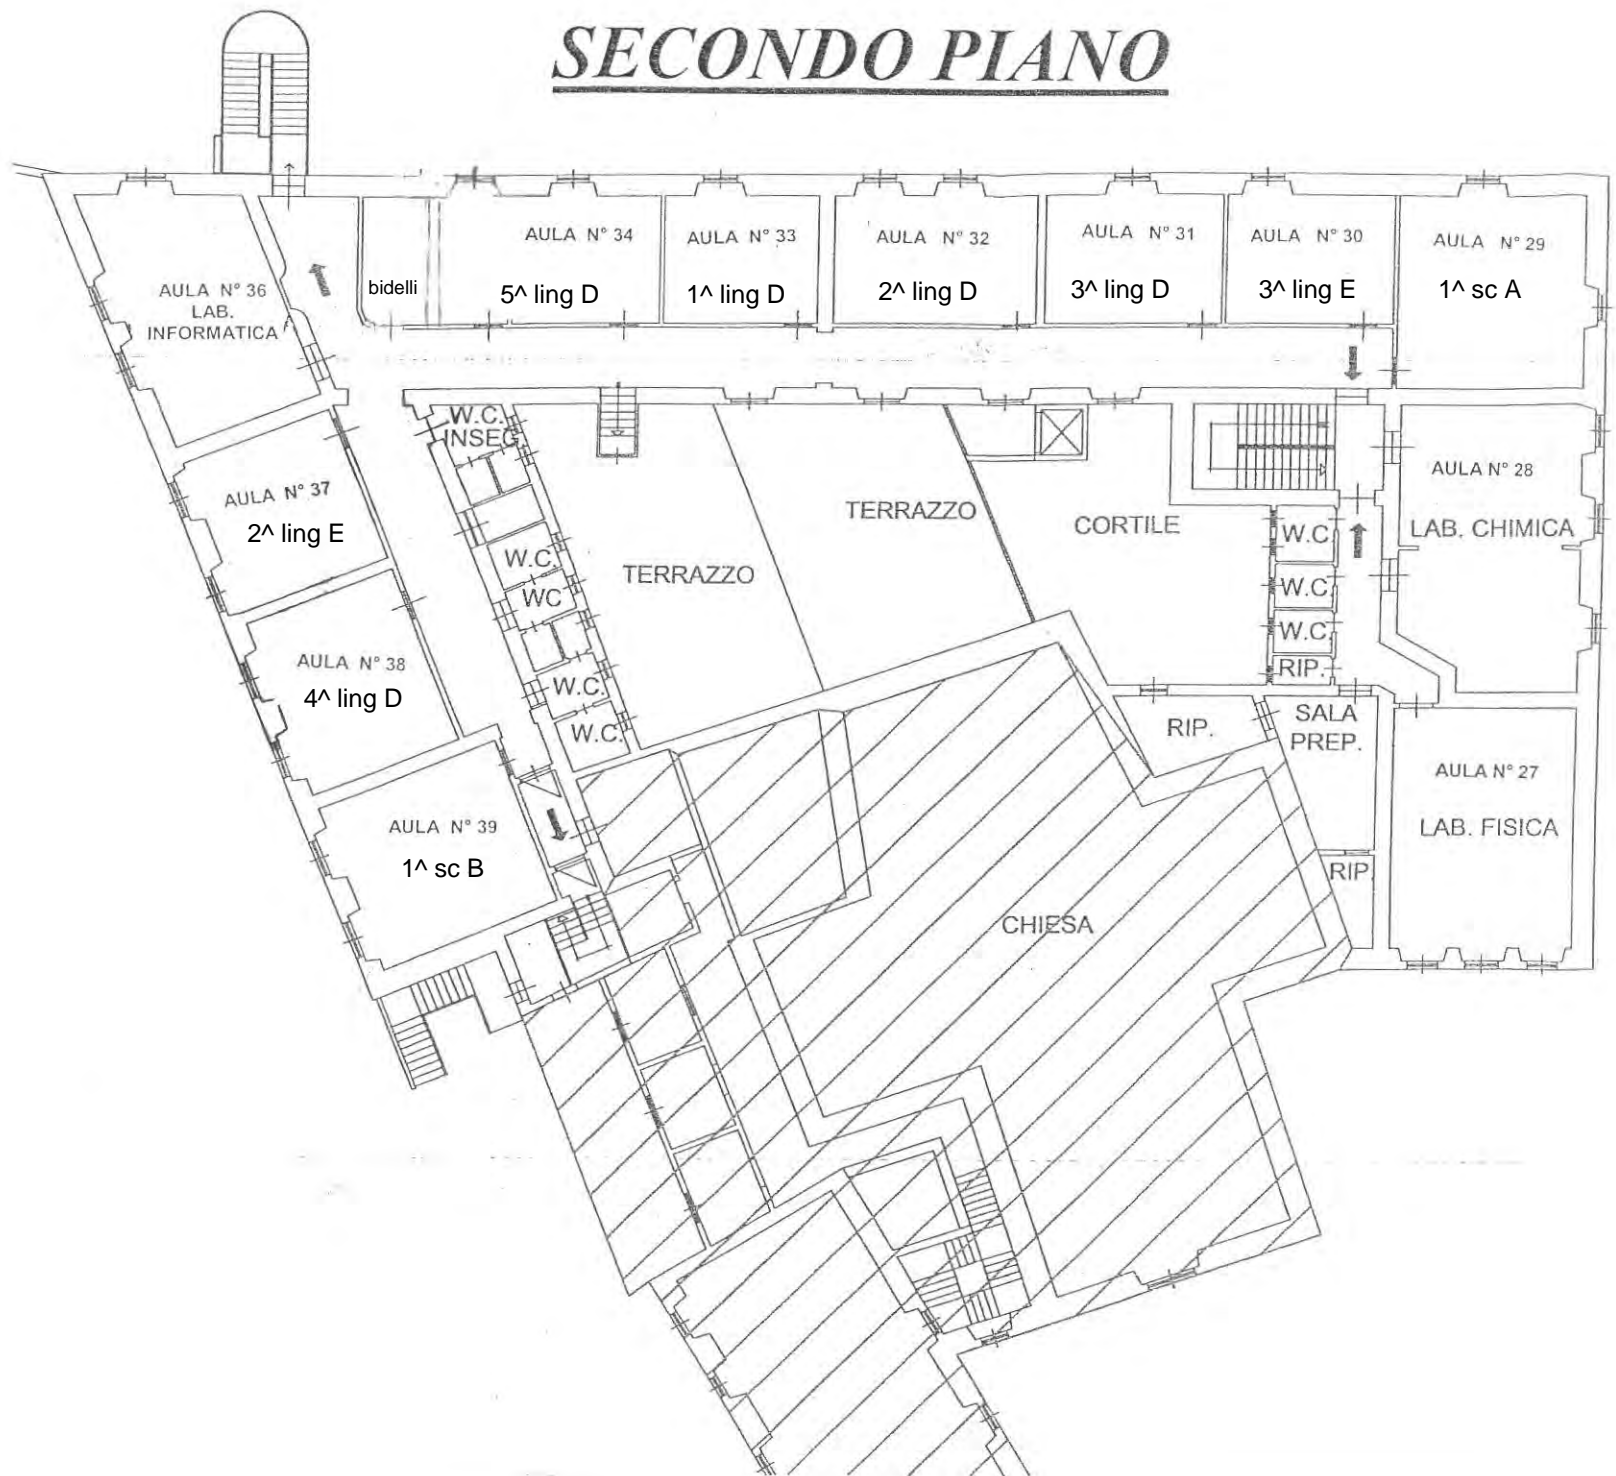 SECONDO PIANO
AULA N° 34
5^ ling D
AULA N° 33
1^ ling D
AULA N° 32
2^ ling D
AULA N° 31
3^ ling D
AULA N° 30
3^ ling E
AULA N° 29
1^ sc A
bidelli
AULA N° 36
LAB.
INFORMATICA
W.C.
INSEG.
AULA N° 37
2^ ling E
W.C.
WC
TERRAZZO
TERRAZZO
CORTILE
W.C.
W.C.
W.C.
RIP.
AULA N° 28
LAB. CHIMICA
AULA N° 38
4^ ling D
W.C.
W.C.
RIP.
SALA
PREP.
AULA N° 27
LAB. FISICA
AULA N° 39
1^ sc B
RIP.
CHIESA